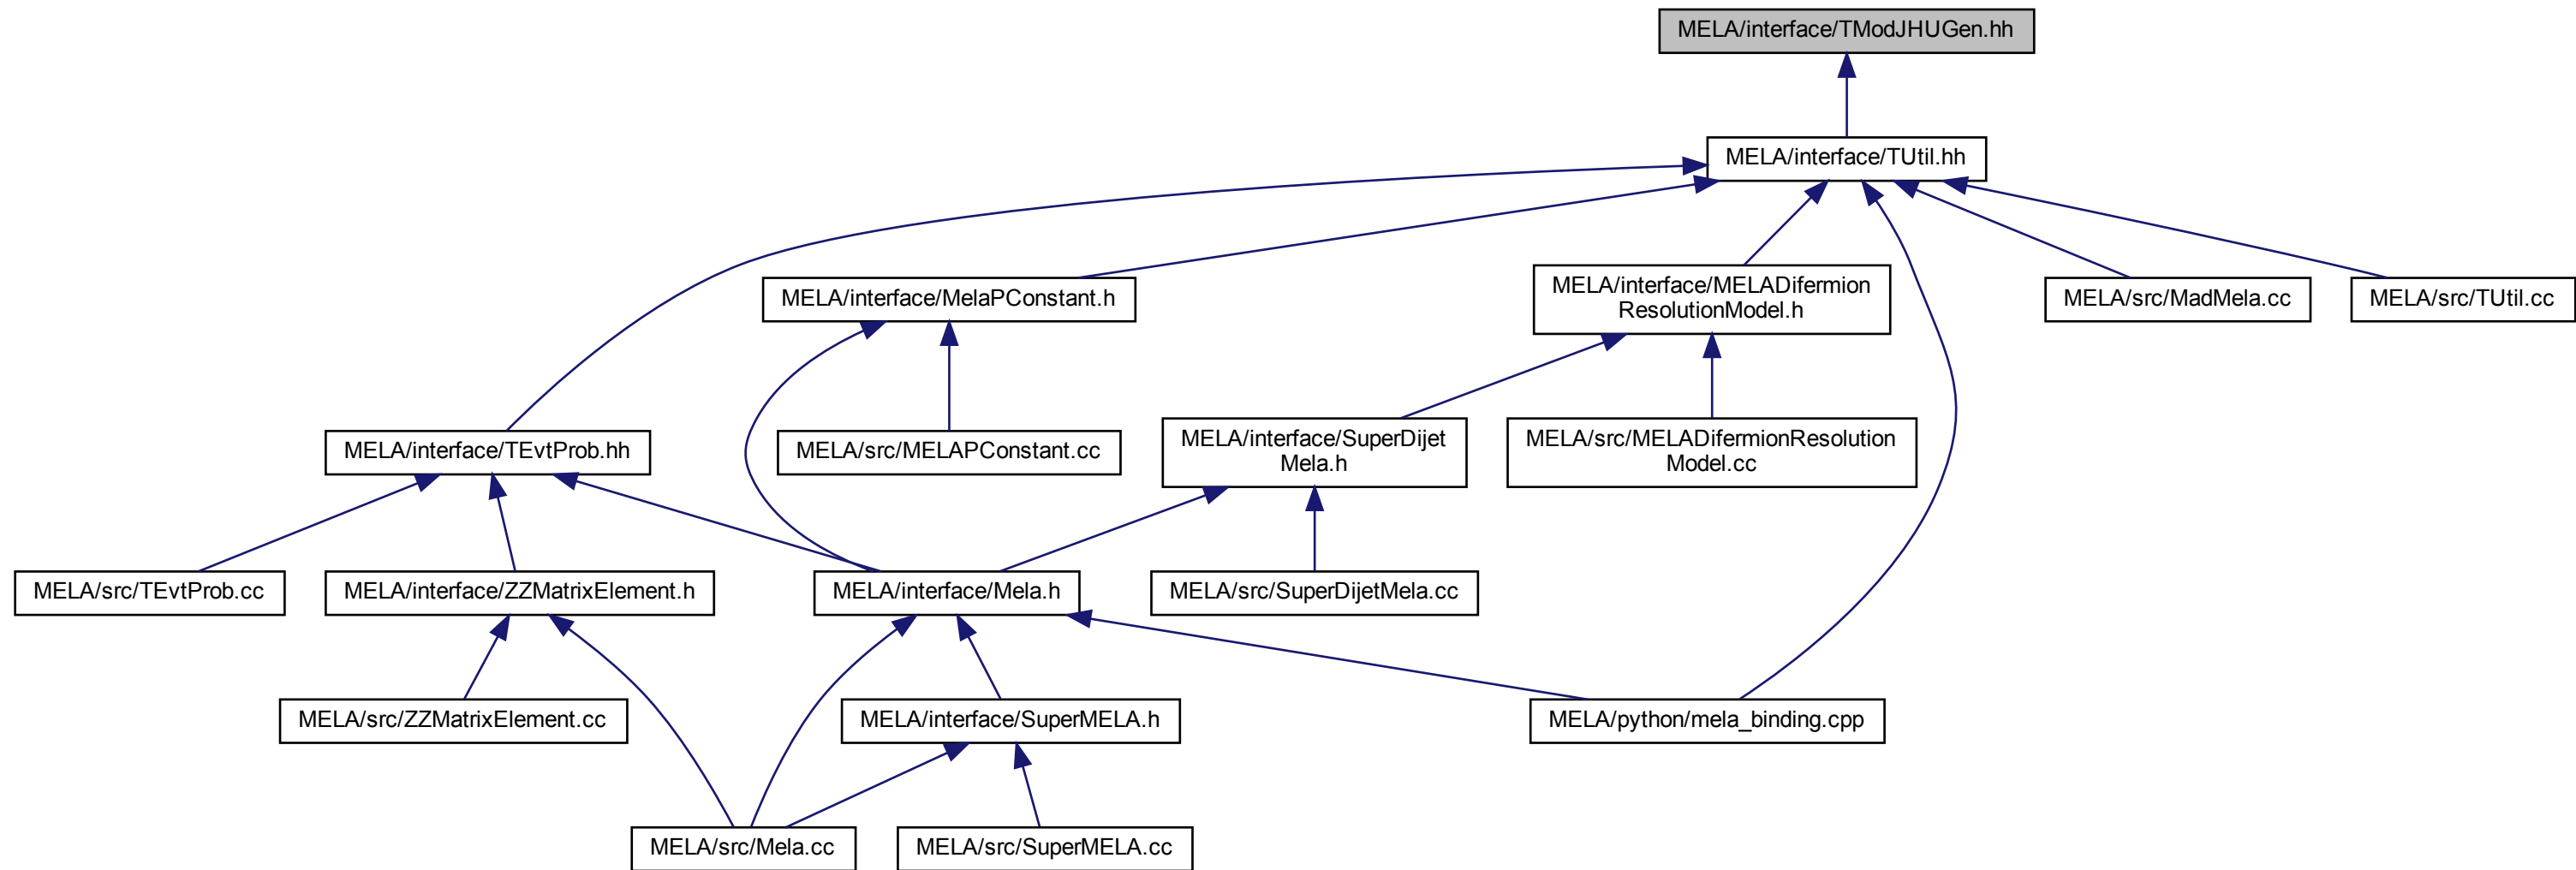 MELA/interface/TModJHUGen.hh
MELA/interface/TUtil.hh
MELA/interface/MelaPConstant.h
MELA/interface/MELADifermion
ResolutionModel.h
MELA/src/MadMela.cc
MELA/src/TUtil.cc
MELA/interface/TEvtProb.hh
MELA/src/MELAPConstant.cc
MELA/interface/SuperDijet
Mela.h
MELA/src/MELADifermionResolution
Model.cc
MELA/src/TEvtProb.cc
MELA/interface/ZZMatrixElement.h
MELA/interface/Mela.h
MELA/src/SuperDijetMela.cc
MELA/src/ZZMatrixElement.cc
MELA/interface/SuperMELA.h
MELA/python/mela_binding.cpp
MELA/src/Mela.cc
MELA/src/SuperMELA.cc